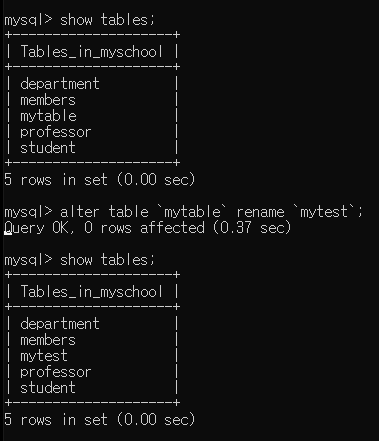 mysql> show tables;
+--------------------+
| Tables_in_myschool |
+--------------------+
| department         |
| members            |
| mytable            |
| professor          |
| student            |
+--------------------+
5 rows in set (0.00 sec)
mysql> alter table `mytable` rename `mytest`;
Query OK, 0 rows affected (0.37 sec)
mysql> show tables;
+--------------------+
| Tables_in_myschool |
+--------------------+
| department         |
| members            |
| mytest             |
| professor          |
| student            |
+--------------------+
5 rows in set (0.00 sec)